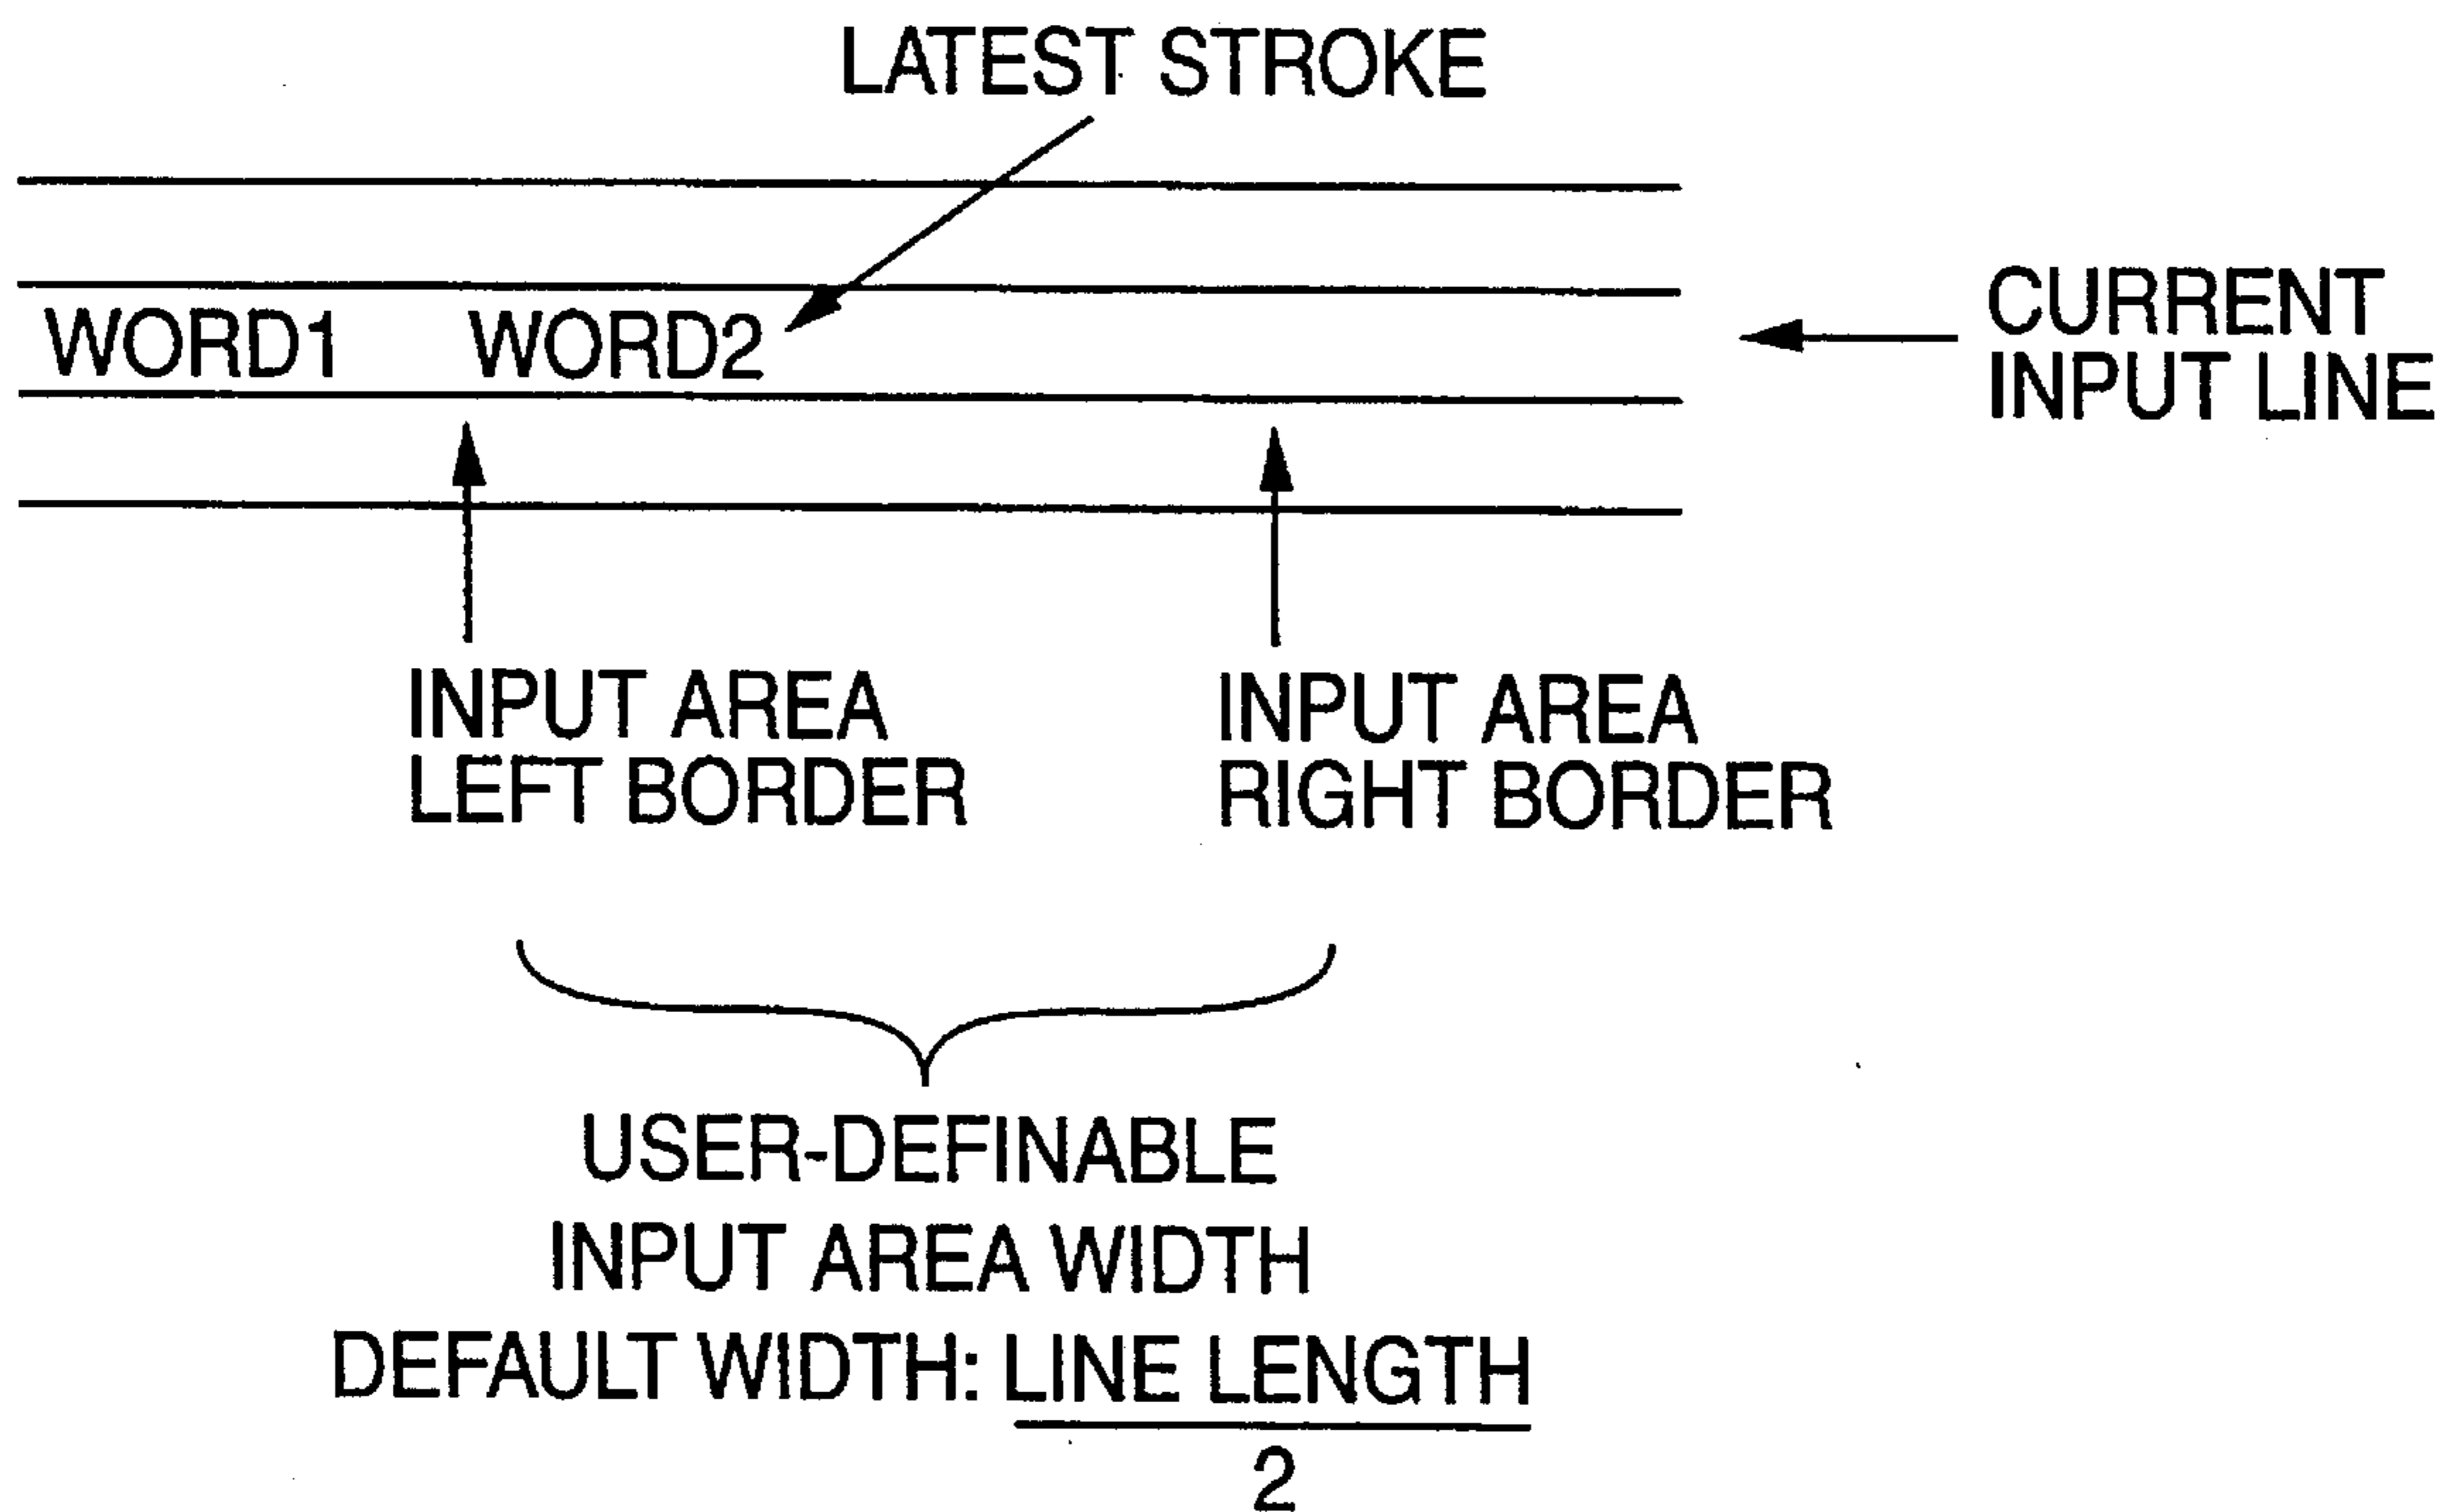 LATEST STROKE
WORD1 WORD2
CURRENT
INPUT LINE
INPUT AREA
LEFT BORDER
INPUT AREA
RIGHT BORDER
USER-DEFINABLE
INPUT AREA WIDTH
DEFAULT WIDTH: LINE LENGTH
2